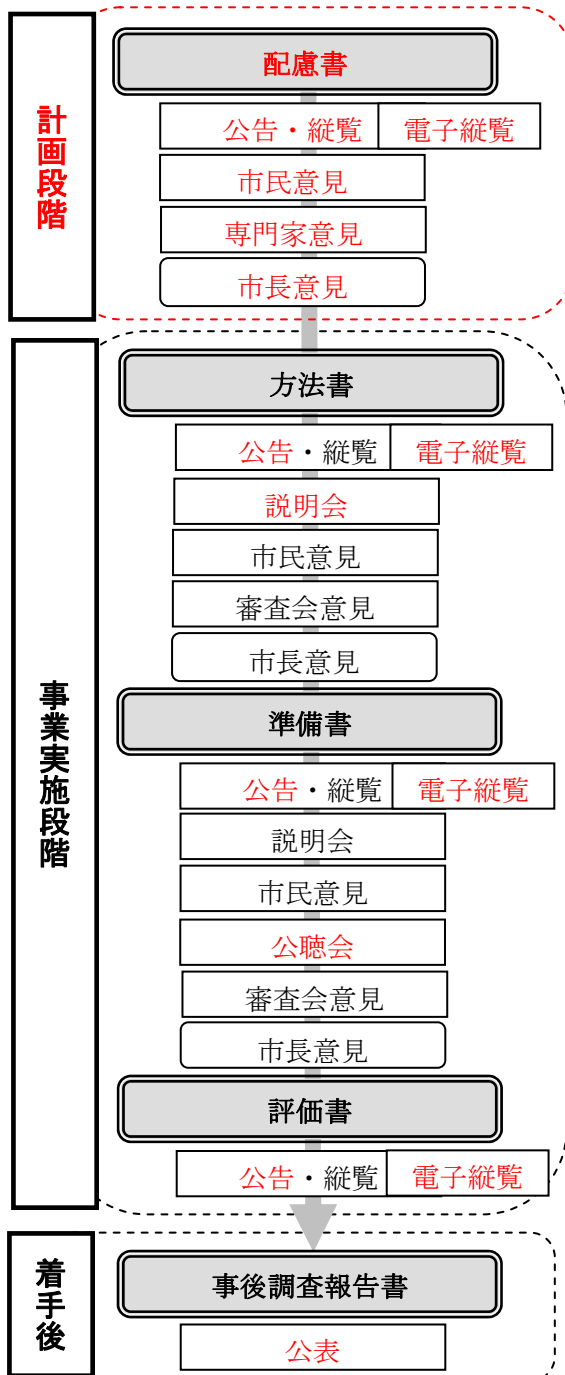 計画段階
配慮書
公告・縦覧 電子縦覧
市民意見
専門家意見
市長意見
事業実施段階
方法書
公告・縦覧 電子縦覧
説明会
市民意見
審査会意見
市長意見
準備書
公告・縦覧 電子縦覧
説明会
市民意見
公聴会
審査会意見
市長意見
評価書
公告・縦覧 電子縦覧
着手後
事後調査報告書
公表